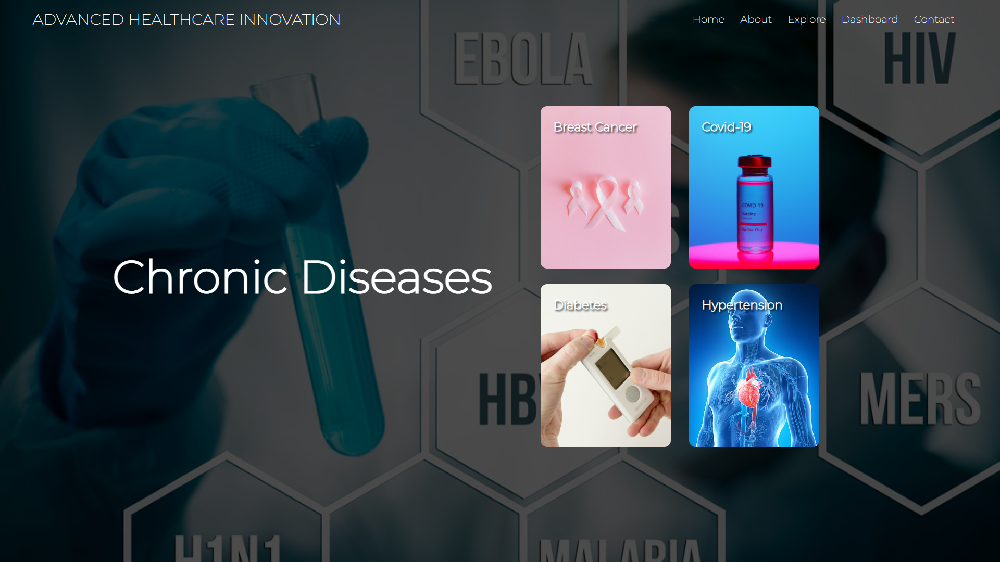 ADVANCED HEALTHCARE INNOVATION
Home About Explore Dashboard Contact
EBOLA
HIV
Breast Cancer
Covid-19
COVID-19
Vaccine
Injection Only
S
Chronic Diseases
Diabetes
Hypertension
HB
MERS
H1N1
MALARIA